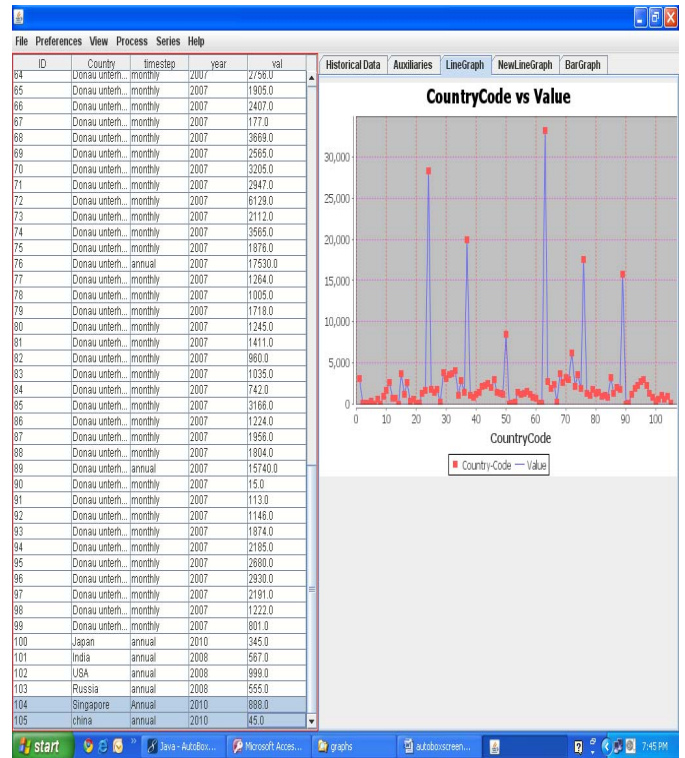 File Preferences View Process Series Help
ID Country timestep year val
64 Donau unterh... monthly 2007 2756.0
65 Donau unterh... monthly 2007 1905.0
66 Donau unterh... monthly 2007 2407.0
67 Donau unterh... monthly 2007 177.0
68 Donau unterh... monthly 2007 3669.0
69 Donau unterh... monthly 2007 2565.0
70 Donau unterh... monthly 2007 3205.0
71 Donau unterh... monthly 2007 2947.0
72 Donau unterh... monthly 2007 6129.0
73 Donau unterh... monthly 2007 2112.0
74 Donau unterh... monthly 2007 3565.0
75 Donau unterh... monthly 2007 1876.0
76 Donau unterh... annual 2007 17530.0
77 Donau unterh... monthly 2007 1264.0
78 Donau unterh... monthly 2007 1005.0
79 Donau unterh... monthly 2007 1718.0
80 Donau unterh... monthly 2007 1245.0
81 Donau unterh... monthly 2007 1411.0
82 Donau unterh... monthly 2007 960.0
83 Donau unterh... monthly 2007 1035.0
84 Donau unterh... monthly 2007 742.0
85 Donau unterh... monthly 2007 3166.0
86 Donau unterh... monthly 2007 1224.0
87 Donau unterh... monthly 2007 1956.0
88 Donau unterh... monthly 2007 1804.0
89 Donau unterh... annual 2007 15740.0
90 Donau unterh... monthly 2007 15.0
91 Donau unterh... monthly 2007 113.0
92 Donau unterh... monthly 2007 1146.0
93 Donau unterh... monthly 2007 1874.0
94 Donau unterh... monthly 2007 2185.0
95 Donau unterh... monthly 2007 2680.0
96 Donau unterh... monthly 2007 2930.0
97 Donau unterh... monthly 2007 2191.0
98 Donau unterh... monthly 2007 1222.0
99 Donau unterh... monthly 2007 801.0
100 Japan annual 2010 345.0
101 India annual 2008 567.0
102 USA annual 2008 999.0
103 Russia annual 2008 555.0
104 Singapore Annual 2010 888.0
105 china annual 2010 45.0
Historical Data Auxiliaries LineGraph NewLineGraph BarGraph
CountryCode vs Value
30,000
25,000
20,000
15,000
10,000
5,000
0
0 10 20 30 40 50 60 70 80 90 100
CountryCode
Country-Code Value
start Java - AutoBox... Microsoft Acces... graphs autoboxscreen... 7:45 PM